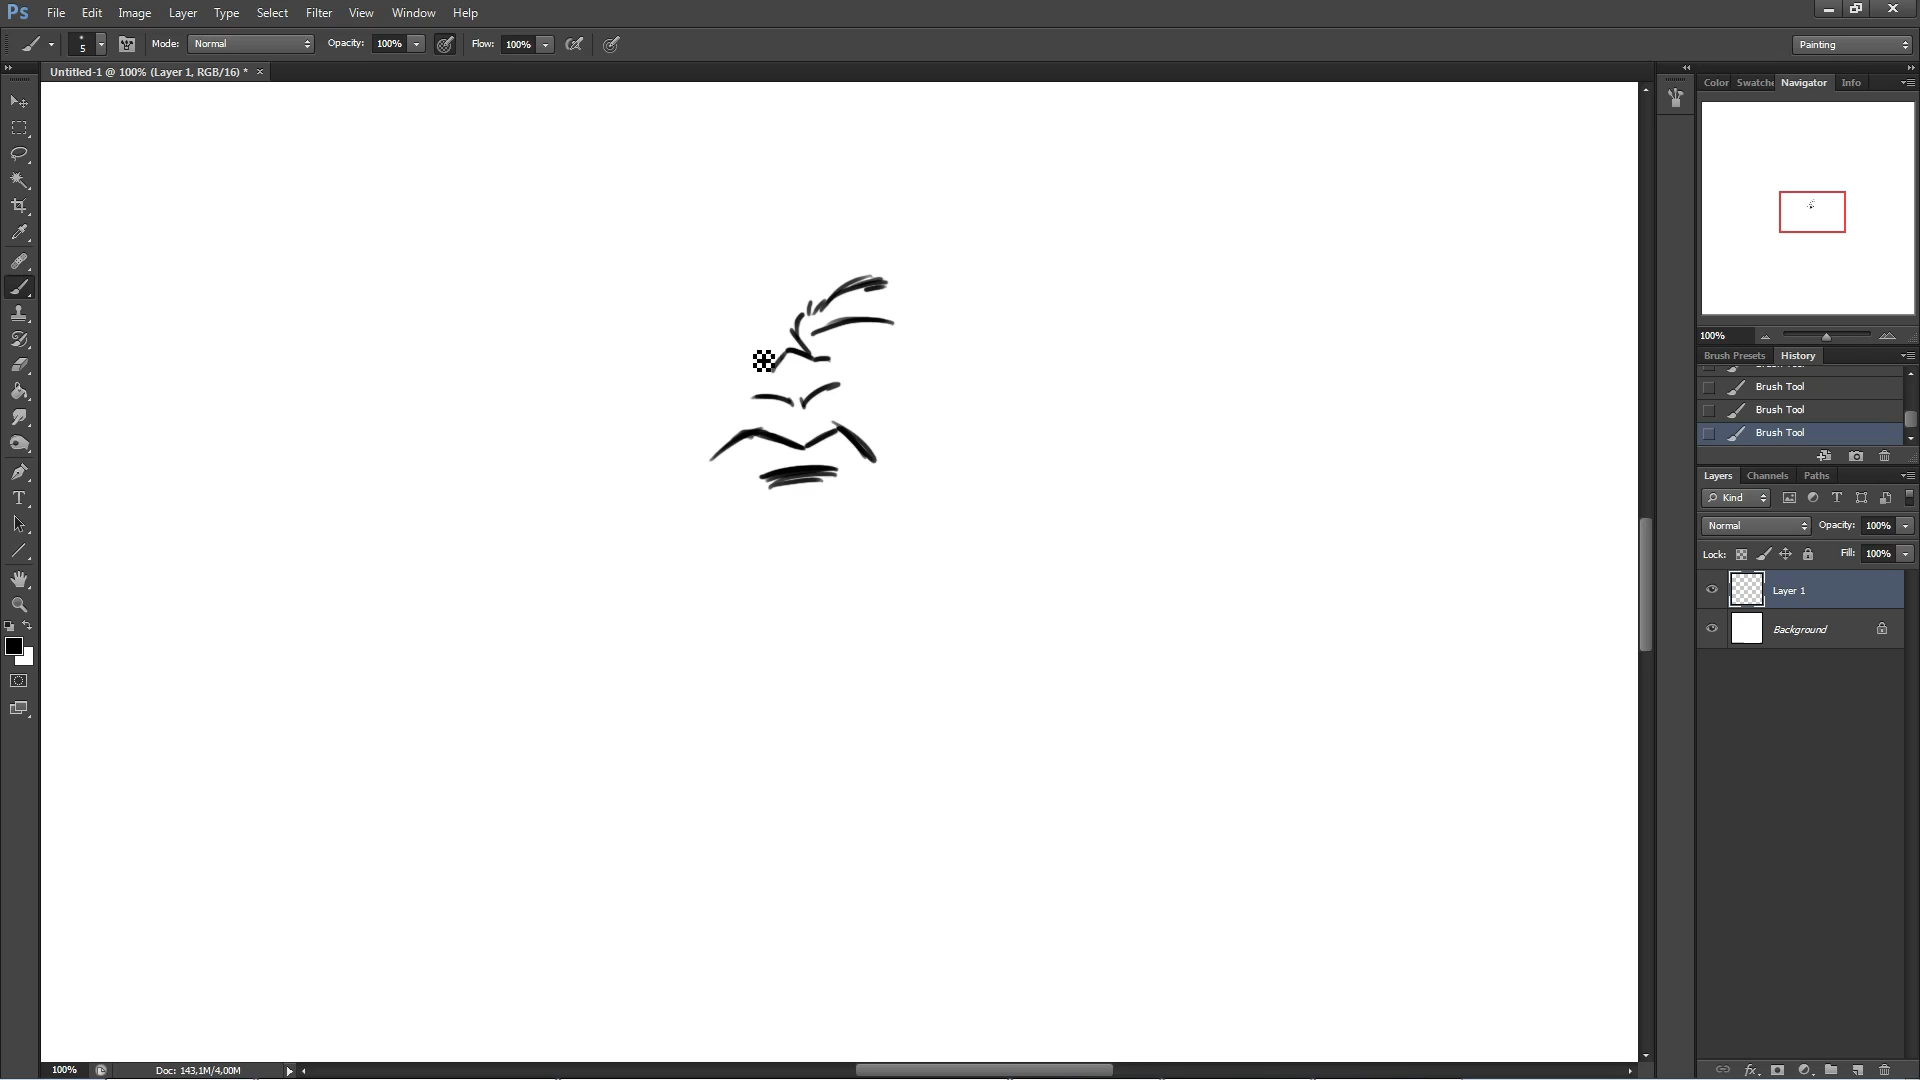 Ps File Edit Image Layer Type Select Filter View Window Help
5 Mode: Normal Opacity: 100% Flow: 100% Painting
Untitled-1 @ 100% (Layer 1, RGB/16) * ×
Color Swatche Navigator Info
100%
Brush Presets History
Brush Tool
Brush Tool
Brush Tool
Layers Channels Paths
Kind
Normal Opacity: 100%
Lock: Fill: 100%
Layer 1
Background
100% Doc: 143,1M/4,00M